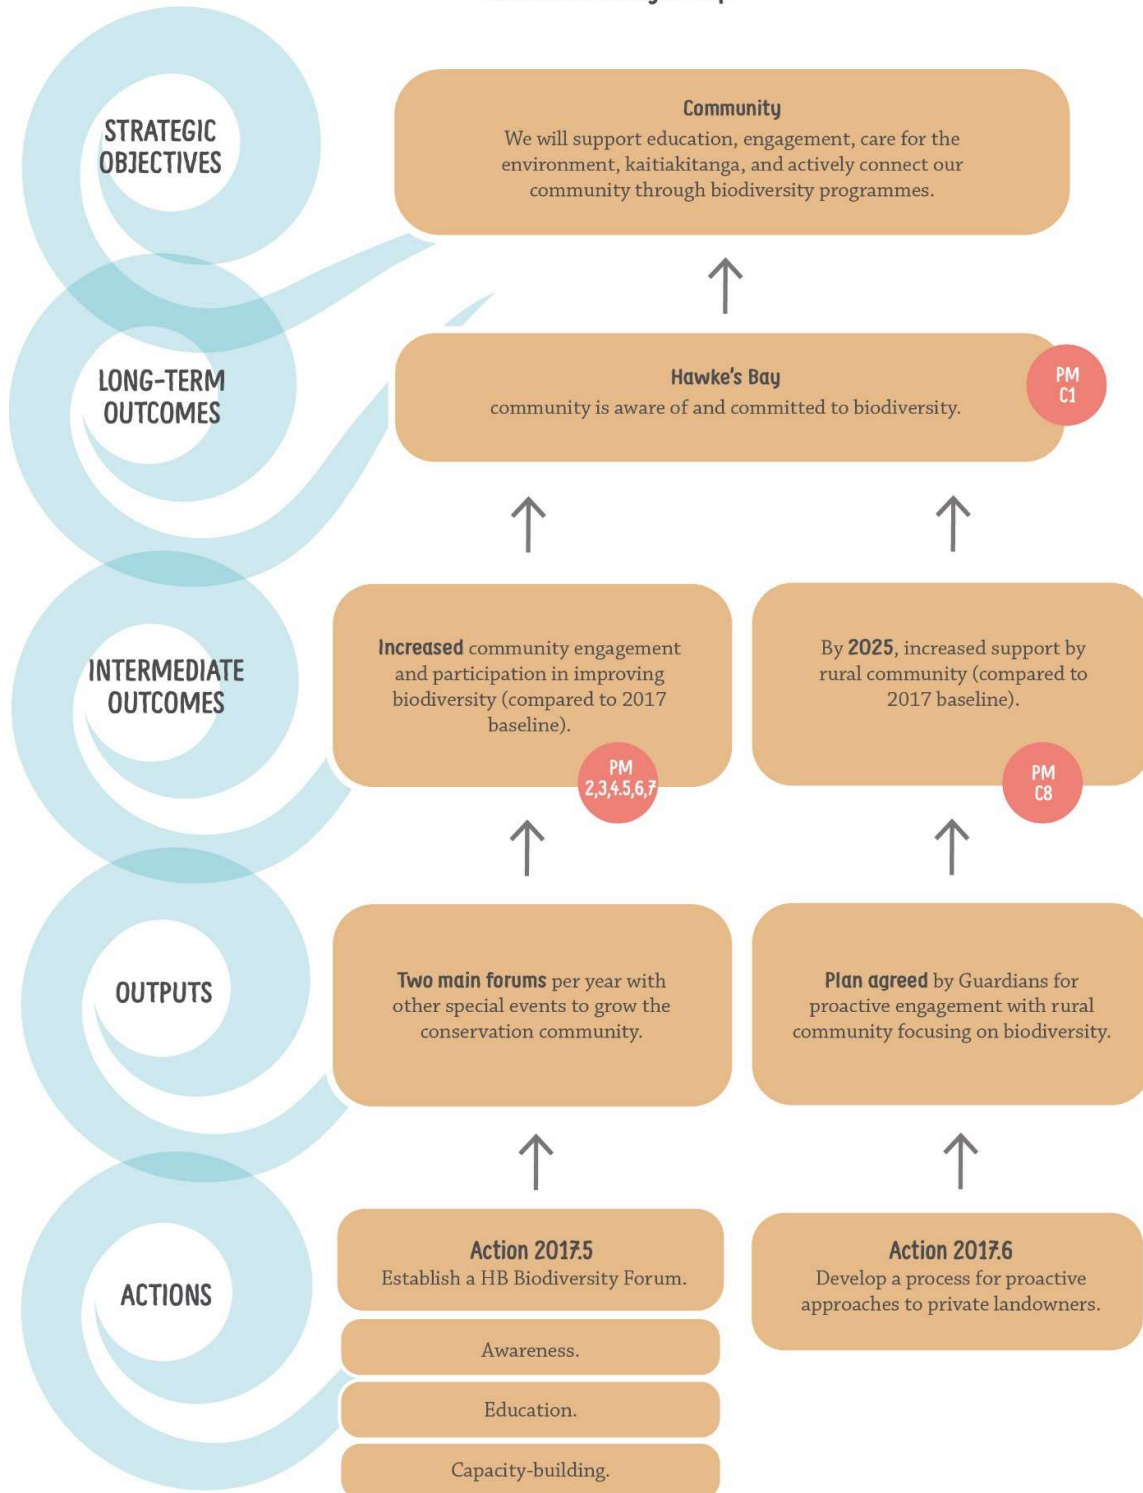 STRATEGIC
OBJECTIVES
Community
We will support education, engagement, care for the
environment, kaitiakitanga, and actively connect our
community through biodiversity programmes.
LONG-TERM
OUTCOMES
Hawke's Bay
community is aware of and committed to biodiversity.
PM
C1
INTERMEDIATE
OUTCOMES
Increased community engagement
and participation in improving
biodiversity (compared to 2017
baseline).
PM
2,3,4.5,6,7
By 2025, increased support by
rural community (compared to
2017 baseline).
PM
C8
OUTPUTS
Two main forums per year with
other special events to grow the
conservation community.
Plan agreed by Guardians for
proactive engagement with rural
community focusing on biodiversity.
ACTIONS
Action 2017.5
Establish a HB Biodiversity Forum.
Awareness.
Education.
Capacity-building.
Action 2017.6
Develop a process for proactive
approaches to private landowners.